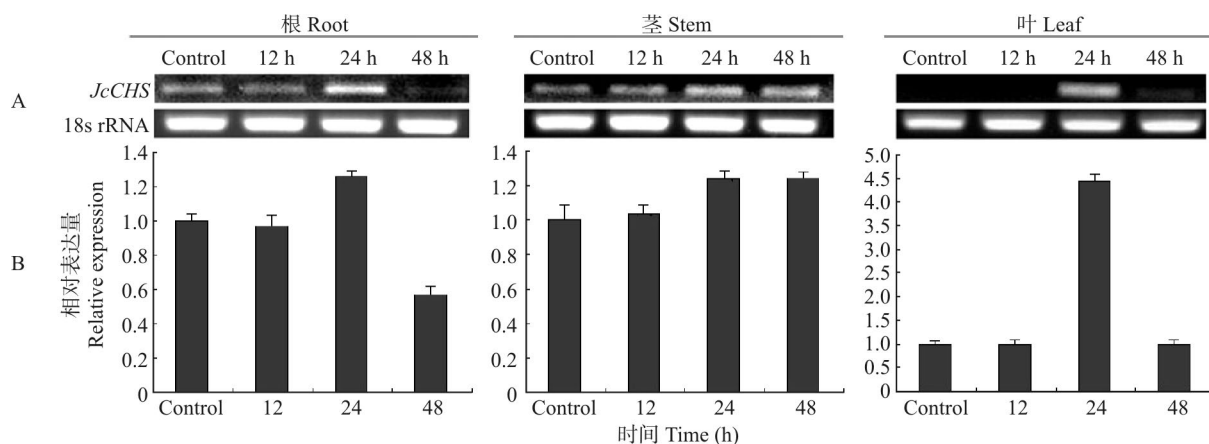 根 Root
茎 Stem
叶 Leaf
Control 12 h 24 h 48 h
Control 12 h 24 h 48 h
Control 12 h 24 h 48 h
A
JcCHS
18s rRNA
B
相对表达量
Relative expression
1.4
1.2
1.0
0.8
0.6
0.4
0.2
0
Control 12 24 48
1.4
1.2
1.0
0.8
0.6
0.4
0.2
0
Control 12 24 48
5.0
4.5
4.0
3.5
3.0
2.5
2.0
1.5
1.0
0.5
0
Control 12 24 48
时间 Time (h)